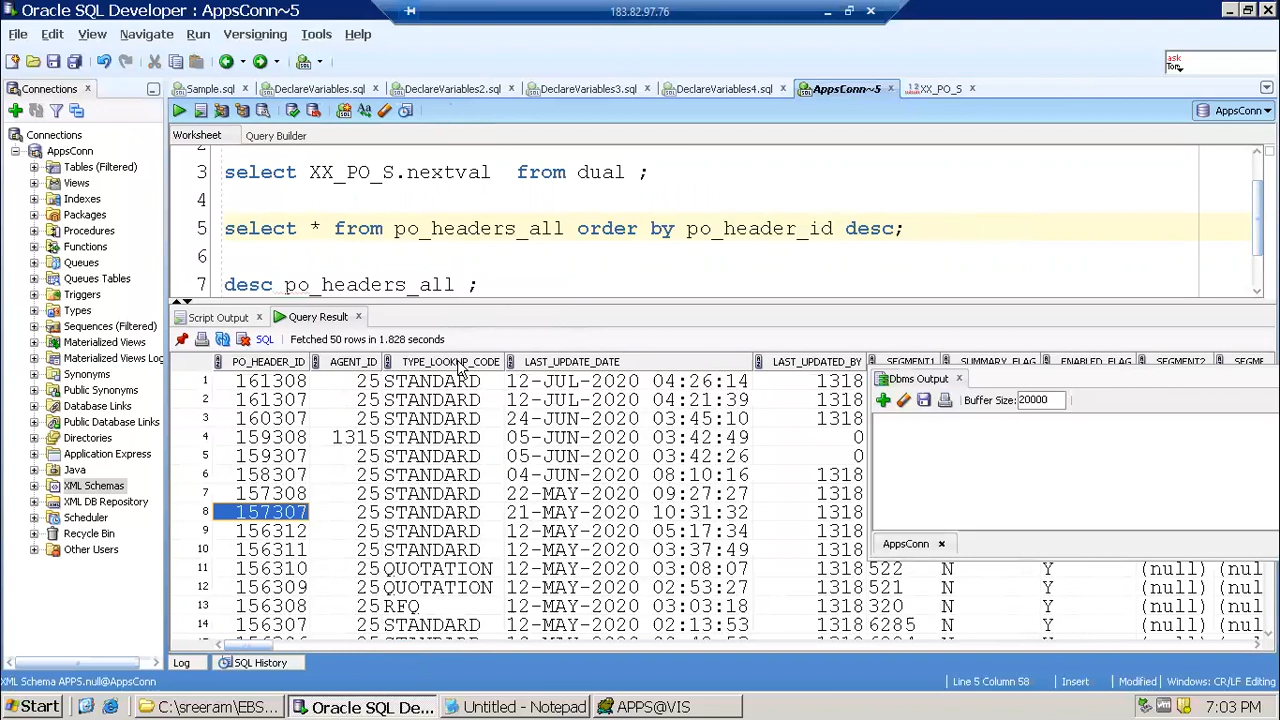 Oracle SQL Developer : AppsConn~5
183.82.97.76
File Edit View Navigate Run Versioning Tools Help
ask
Tom
Connections
Sample.sql DeclareVariables.sql DeclareVariables2.sql DeclareVariables3.sql DeclareVariables4.sql AppsConn~5 XX_PO_S
AppsConn
Worksheet Query Builder
Connections
AppsConn
Tables (Filtered)
Views
Indexes
Packages
Procedures
Functions
Queues
Queues Tables
Triggers
Types
Sequences (Filtered)
Materialized Views
Materialized Views Log
Synonyms
Public Synonyms
Database Links
Public Database Links
Directories
Application Express
Java
XML Schemas
XML DB Repository
Scheduler
Recycle Bin
Other Users
2
3 select XX_PO_S.nextval from dual ;
4
5 select * from po_headers_all order by po_header_id desc;
6
7 desc po_headers_all ;
Script Output Query Result
SQL Fetched 50 rows in 1.828 seconds
PO_HEADER_ID AGENT_ID TYPE_LOOKUP_CODE LAST_UPDATE_DATE LAST_UPDATED_BY SEGMENT1 SUMMARY_FLAG ENABLED_FLAG SEGMENT2 SEGME
1 161308 25 STANDARD 12-JUL-2020 04:26:14 1318
2 161307 25 STANDARD 12-JUL-2020 04:21:39 1318
3 160307 25 STANDARD 24-JUN-2020 03:45:10 1318
4 159308 1315 STANDARD 05-JUN-2020 03:42:49 0
5 159307 25 STANDARD 05-JUN-2020 03:42:26 0
6 158307 25 STANDARD 04-JUN-2020 08:10:16 1318
7 157308 25 STANDARD 22-MAY-2020 09:27:27 1318
8 157307 25 STANDARD 21-MAY-2020 10:31:32 1318
9 156312 25 STANDARD 12-MAY-2020 05:17:34 1318
10 156311 25 STANDARD 12-MAY-2020 03:37:49 1318
11 156310 25 QUOTATION 12-MAY-2020 03:08:07 1318 522 N Y (null) (nul
12 156309 25 QUOTATION 12-MAY-2020 02:53:27 1318 521 N Y (null) (nul
13 156308 25 RFQ 12-MAY-2020 03:03:18 1318 320 N Y (null) (nul
14 156307 25 STANDARD 12-MAY-2020 02:13:53 1318 6285 N Y (null) (nul
Dbms Output
Buffer Size: 20000
AppsConn
Log SQL History
XML Schema APPS.null@AppsConn Line 5 Column 58 Insert Modified Windows: CR/LF Editing
Start C:\sreeram\EBS... Oracle SQL De... Untitled - Notepad APPS@VIS 7:03 PM